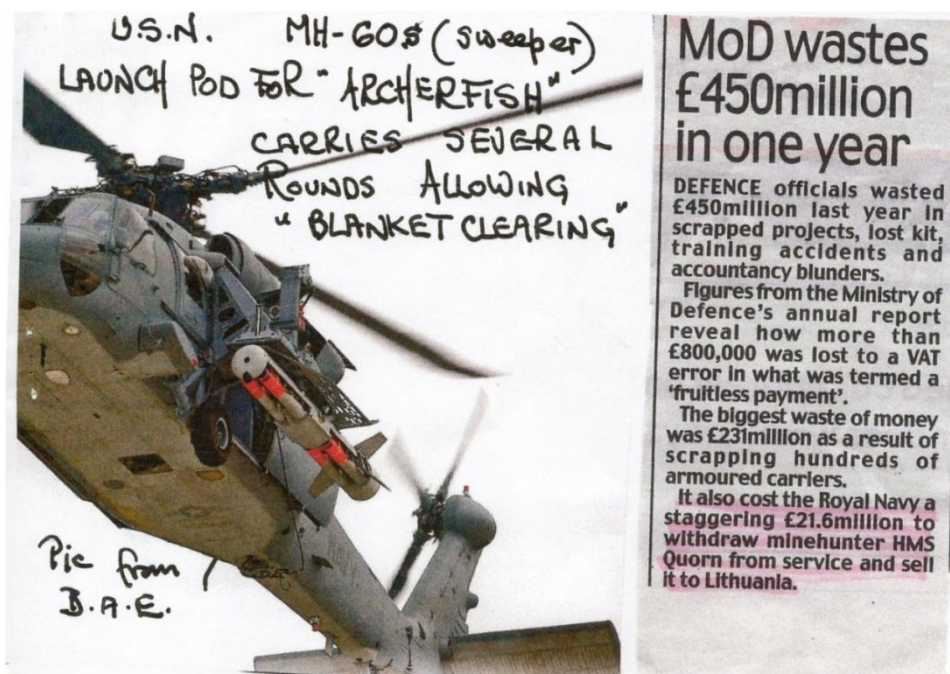 U.S.N. MH-60S (sweeper)
LAUNCH POD FOR "ARCHERFISH"
CARRIES SEVERAL
ROUNDS ALLOWING
"BLANKET CLEARING"
Pic from
B.A.E.
MoD wastes
£450million
in one year
DEFENCE officials wasted
£450million last year in
scrapped projects, lost kit,
training accidents and
accountancy blunders.
Figures from the Ministry of
Defence's annual report
reveal how more than
£800,000 was lost to a VAT
error in what was termed a
'fruitless payment'.
The biggest waste of money
was £231million as a result of
scrapping hundreds of
armoured carriers.
It also cost the Royal Navy a
staggering £21.6million to
withdraw minehunter HMS
Quorn from service and sell
it to Lithuania.